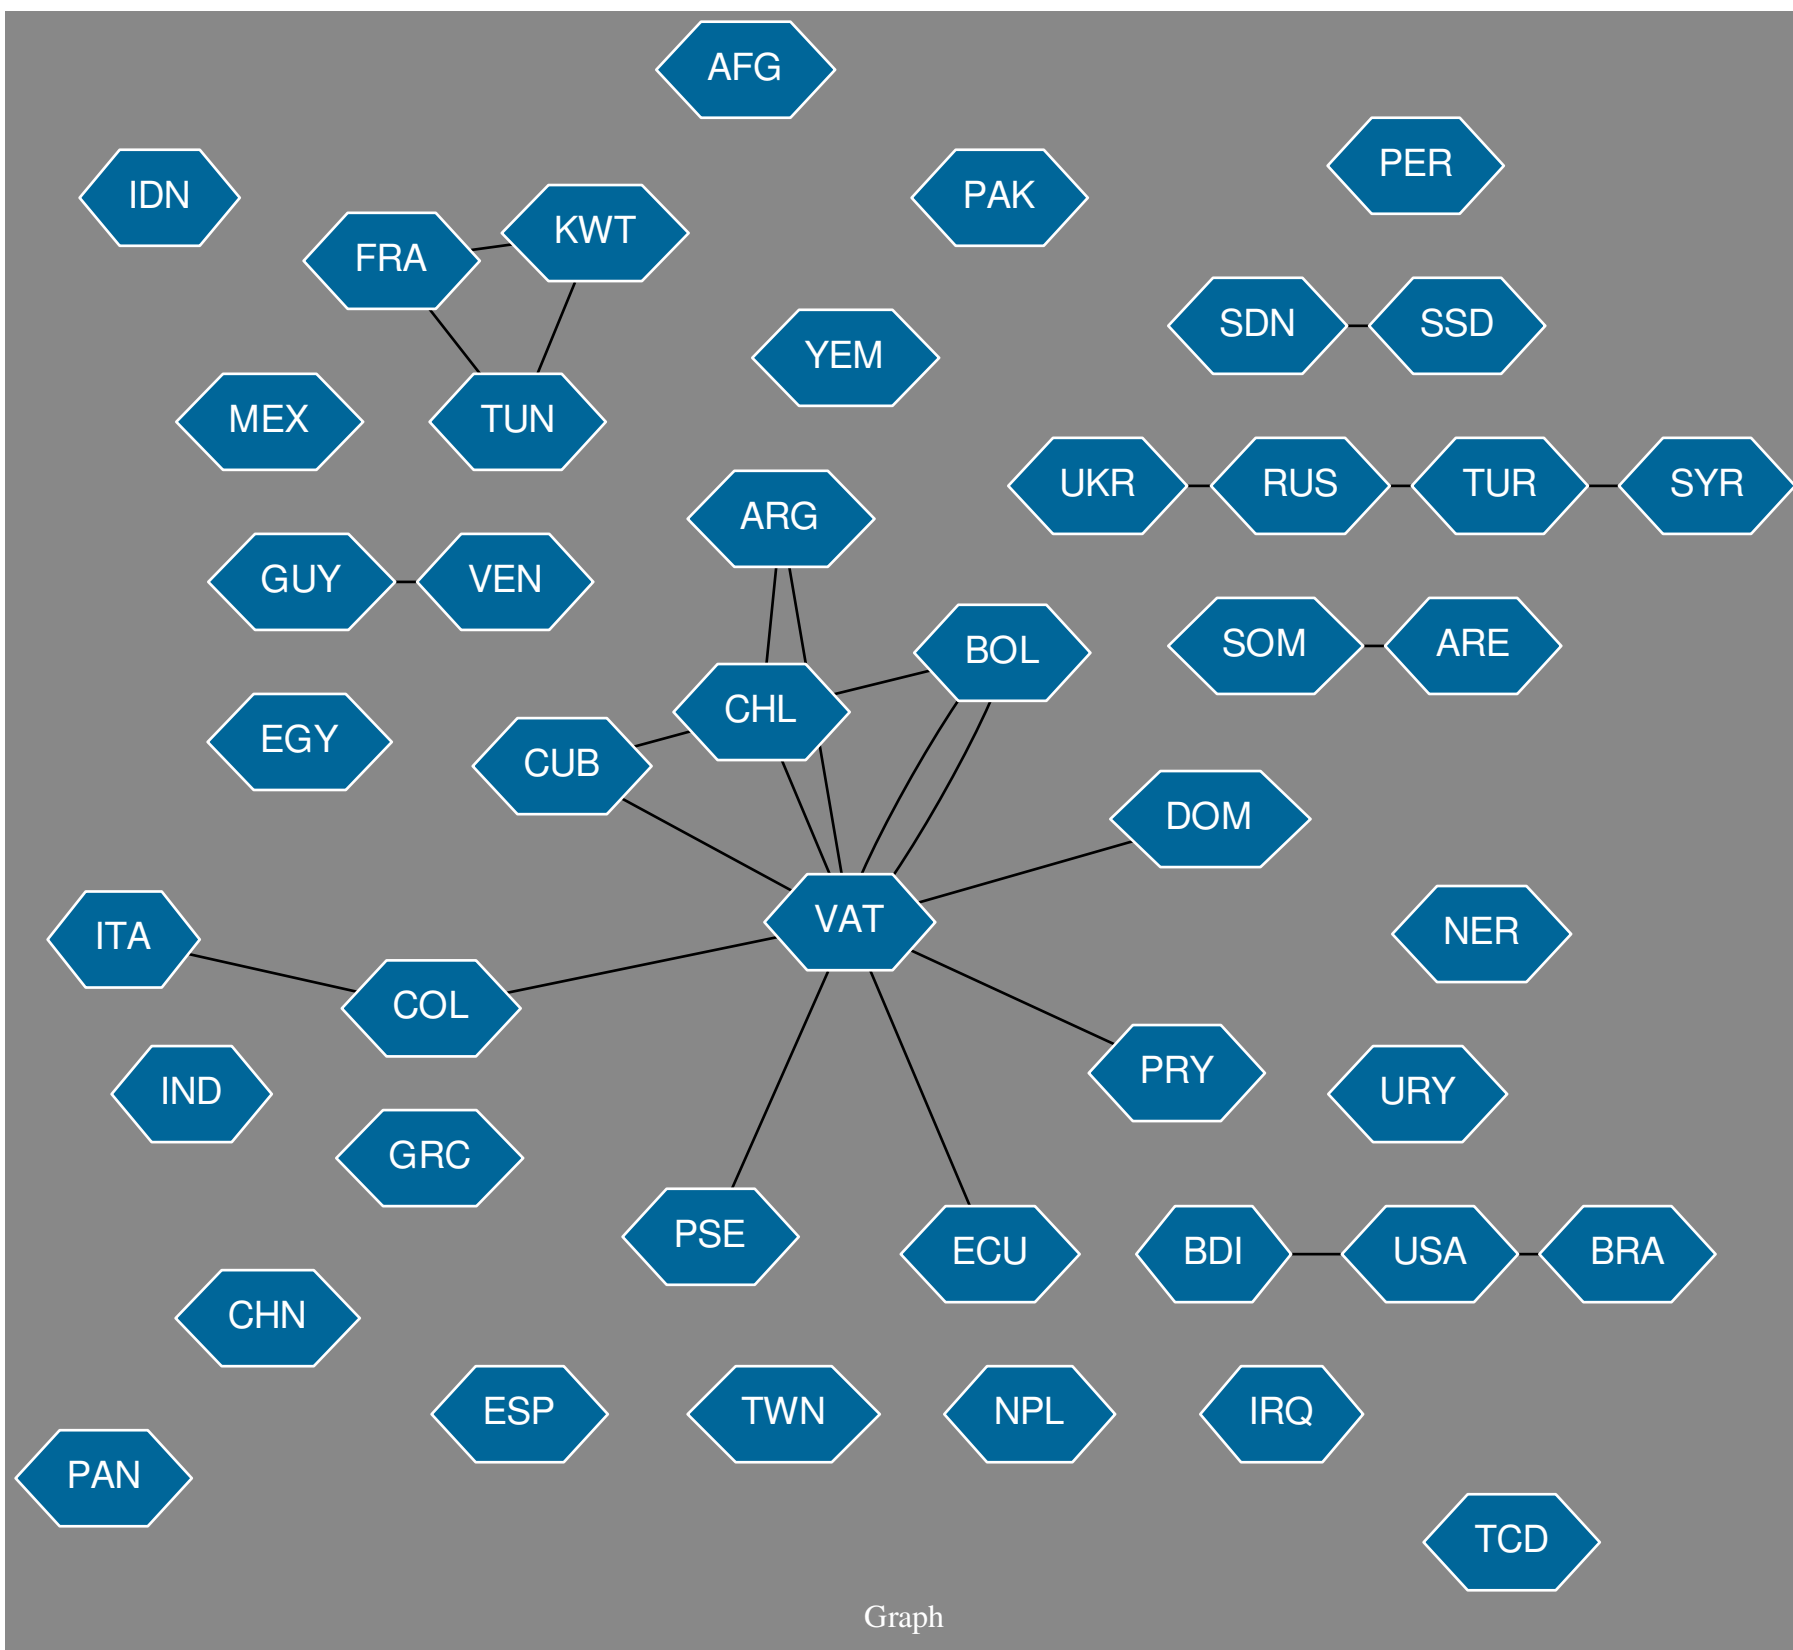 AFG
PER
IDN
PAK
KWT
FRA
SDN
SSD
YEM
MEX
TUN
UKR
RUS
TUR
SYR
ARG
GUY
VEN
BOL
SOM
ARE
CHL
EGY
CUB
DOM
VAT
NER
ITA
COL
PRY
IND
URY
GRC
PSE
ECU
BDI
USA
BRA
CHN
ESP
TWN
NPL
IRQ
PAN
TCD
Graph